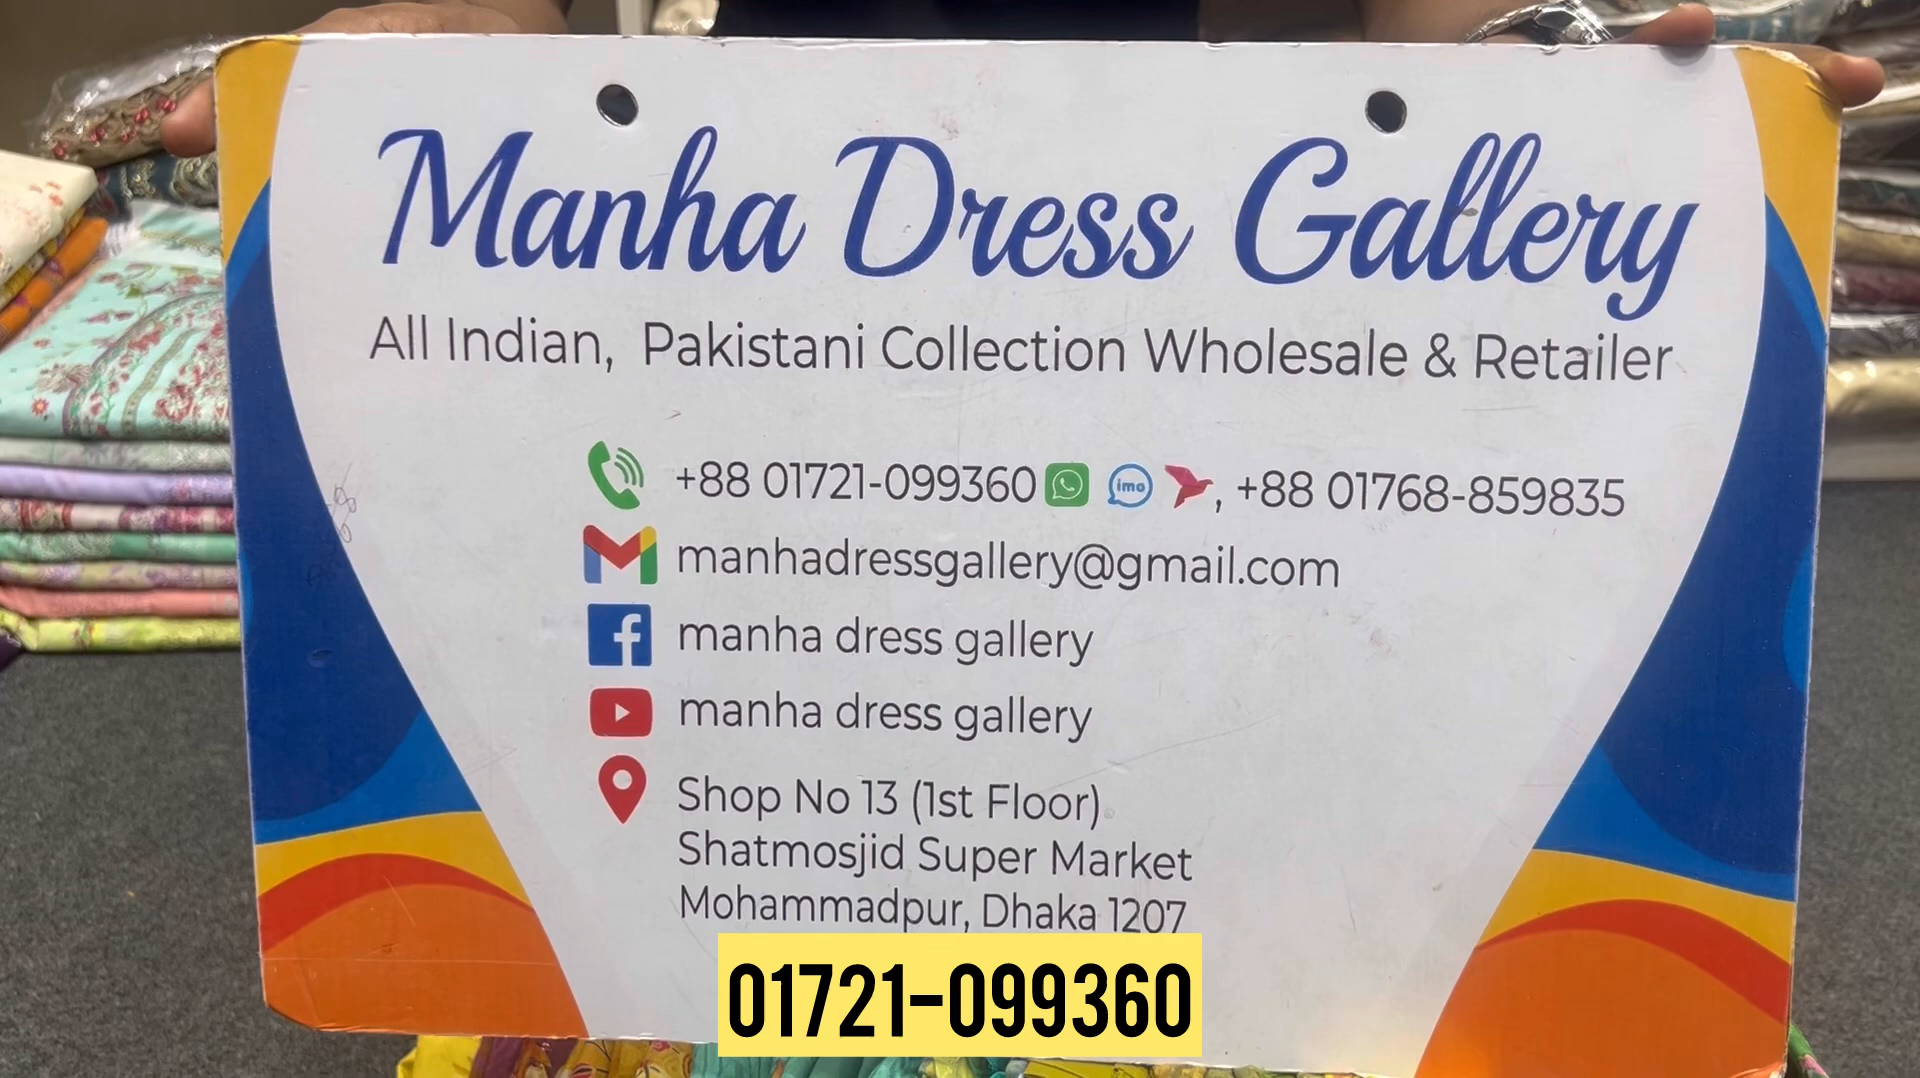 Manha Dress Gallery
All Indian, Pakistani Collection Wholesale & Retailer
+88 01721-099360 imo , +88 01768-859835
manhadressgallery@gmail.com
f manha dress gallery
manha dress gallery
Shop No 13 (1st Floor)
Shatmosjid Super Market
Mohammadpur, Dhaka 1207
01721-099360